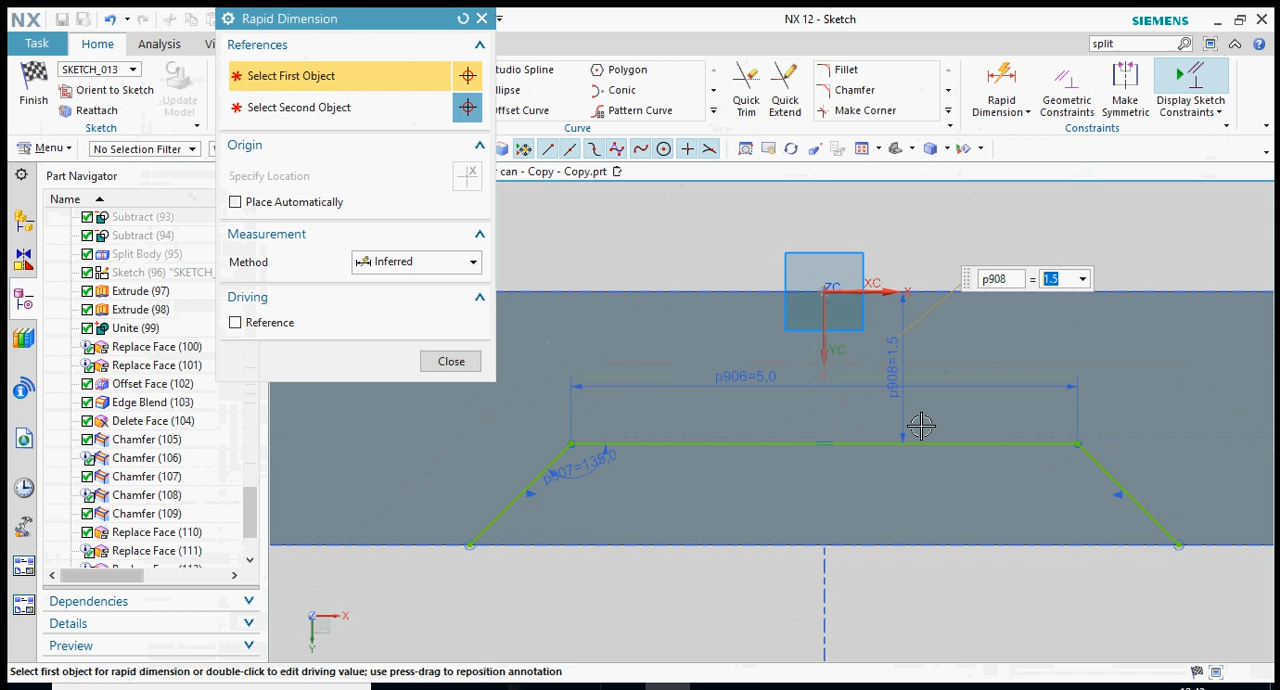 NX
Rapid Dimension
NX 12 - Sketch
SIEMENS
Task
Home
Analysis
split
References
Select First Object
Select Second Object
Origin
Specify Location
Place Automatically
Measurement
Method
Inferred
Driving
Reference
Close
Finish
SKETCH_013
Orient to Sketch
Reattach
Update
Model
Sketch
tudio Spline
Polygon
llipse
Conic
ffset Curve
Pattern Curve
Curve
Quick
Trim
Quick
Extend
Fillet
Chamfer
Make Corner
Rapid
Dimension
Geometric
Constraints
Make
Symmetric
Display Sketch
Constraints
Constraints
Menu
No Selection Filter
can - Copy - Copy.prt
Part Navigator
Name
Subtract (93)
Subtract (94)
Split Body (95)
Sketch (96) "SKETCH_
Extrude (97)
Extrude (98)
Unite (99)
Replace Face (100)
Replace Face (101)
Offset Face (102)
Edge Blend (103)
Delete Face (104)
Chamfer (105)
Chamfer (106)
Chamfer (107)
Chamfer (108)
Chamfer (109)
Replace Face (110)
Replace Face (111)
Dependencies
Details
Preview
ZC
XC
X
YC
p908 = 1.5
p908=1.5
p906=5,0
p907=135,0
X
Y
Select first object for rapid dimension or double-click to edit driving value; use press-drag to reposition annotation